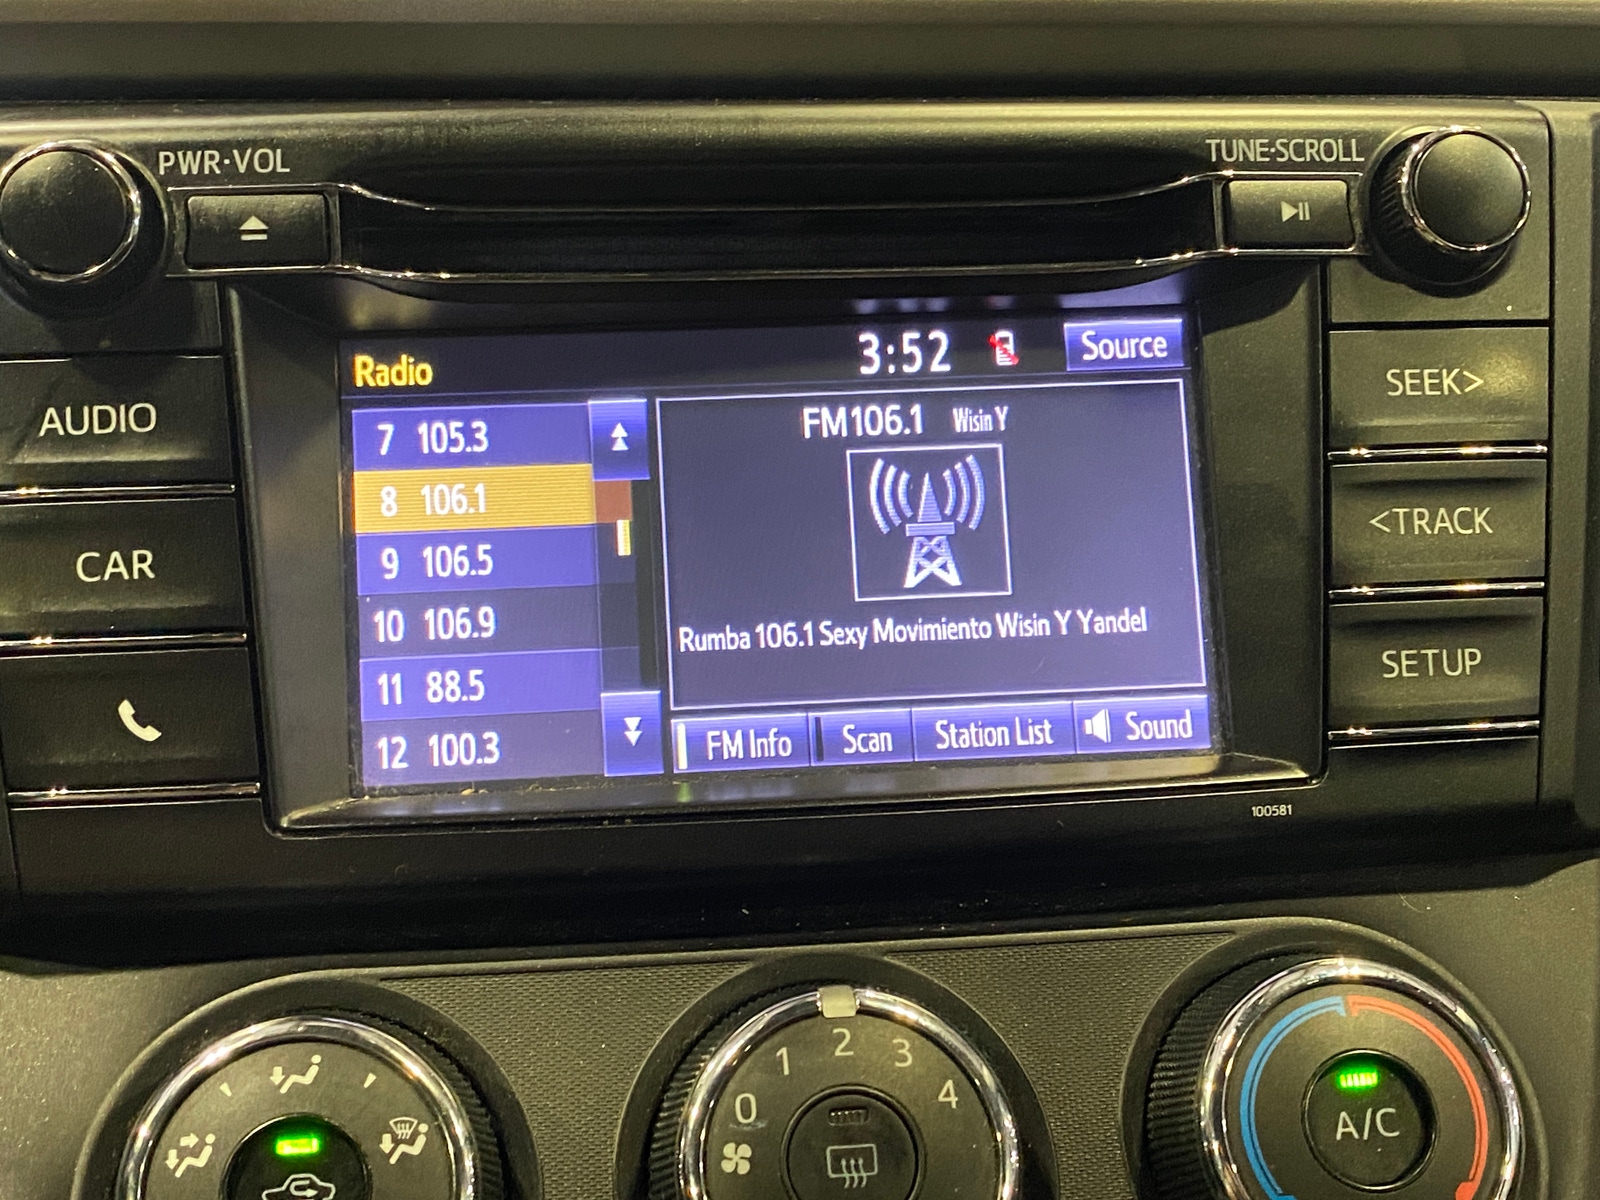 PWR·VOL
TUNE·SCROLL
AUDIO
CAR
Radio
3:52
Source
7 105.3
8 106.1
9 106.5
10 106.9
11 88.5
12 100.3
FM106.1 Wisin Y
Rumba 106.1 Sexy Movimiento Wisin Y Yandel
FM Info
Scan
Station List
Sound
SEEK>
<TRACK
SETUP
100581
0 1 2 3 4
A/C